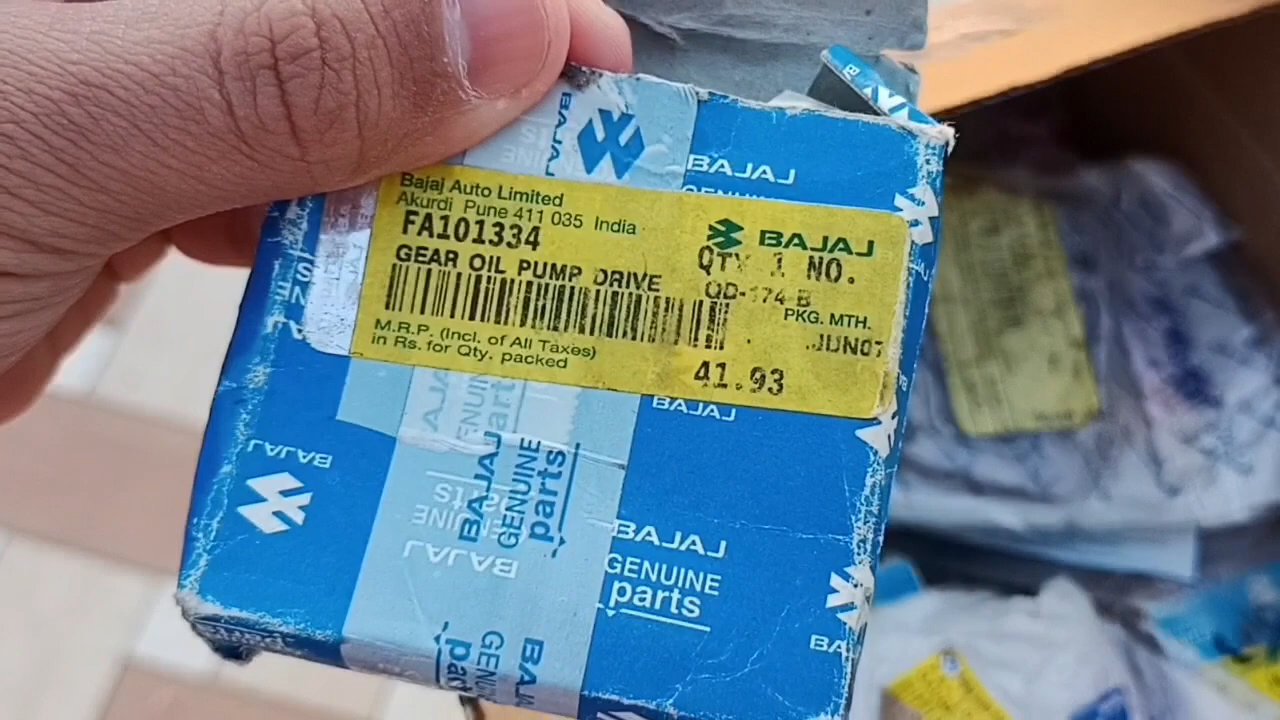 BAJAJ
BAJAJ
Bajaj Auto Limited
Akurdi Pune 411 035 India
FA101334
BAJAJ
GEAR OIL PUMP DRIVE
QTY 1 NO.
QD-174-B
PKG. MTH.
JUN07
M.R.P. (Incl. of All Taxes)
in Rs. for Qty. packed
41.93
BAJAJ
BAJAJ
BAJAJ
GENUINE
parts
BAJAJ
GENUINE
parts
BAJAJ
GENUINE